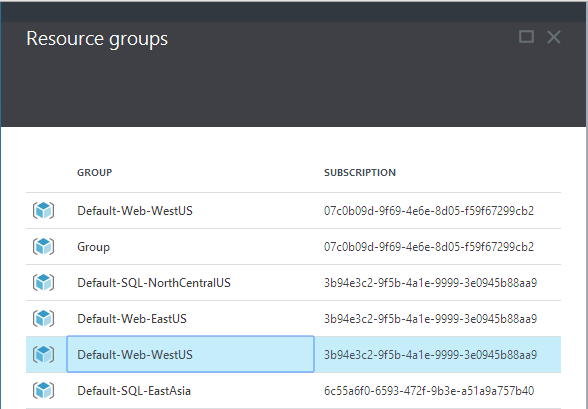 Resource groups
GROUP SUBSCRIPTION
Default-Web-WestUS 07c0b09d-9f69-4e6e-8d05-f59f67299cb2
Group 07c0b09d-9f69-4e6e-8d05-f59f67299cb2
Default-SQL-NorthCentralUS 3b94e3c2-9f5b-4a1e-9999-3e0945b88aa9
Default-Web-EastUS 3b94e3c2-9f5b-4a1e-9999-3e0945b88aa9
Default-Web-WestUS 3b94e3c2-9f5b-4a1e-9999-3e0945b88aa9
Default-SQL-EastAsia 6c55a6f0-6593-472f-9b3e-a51a9a757b40